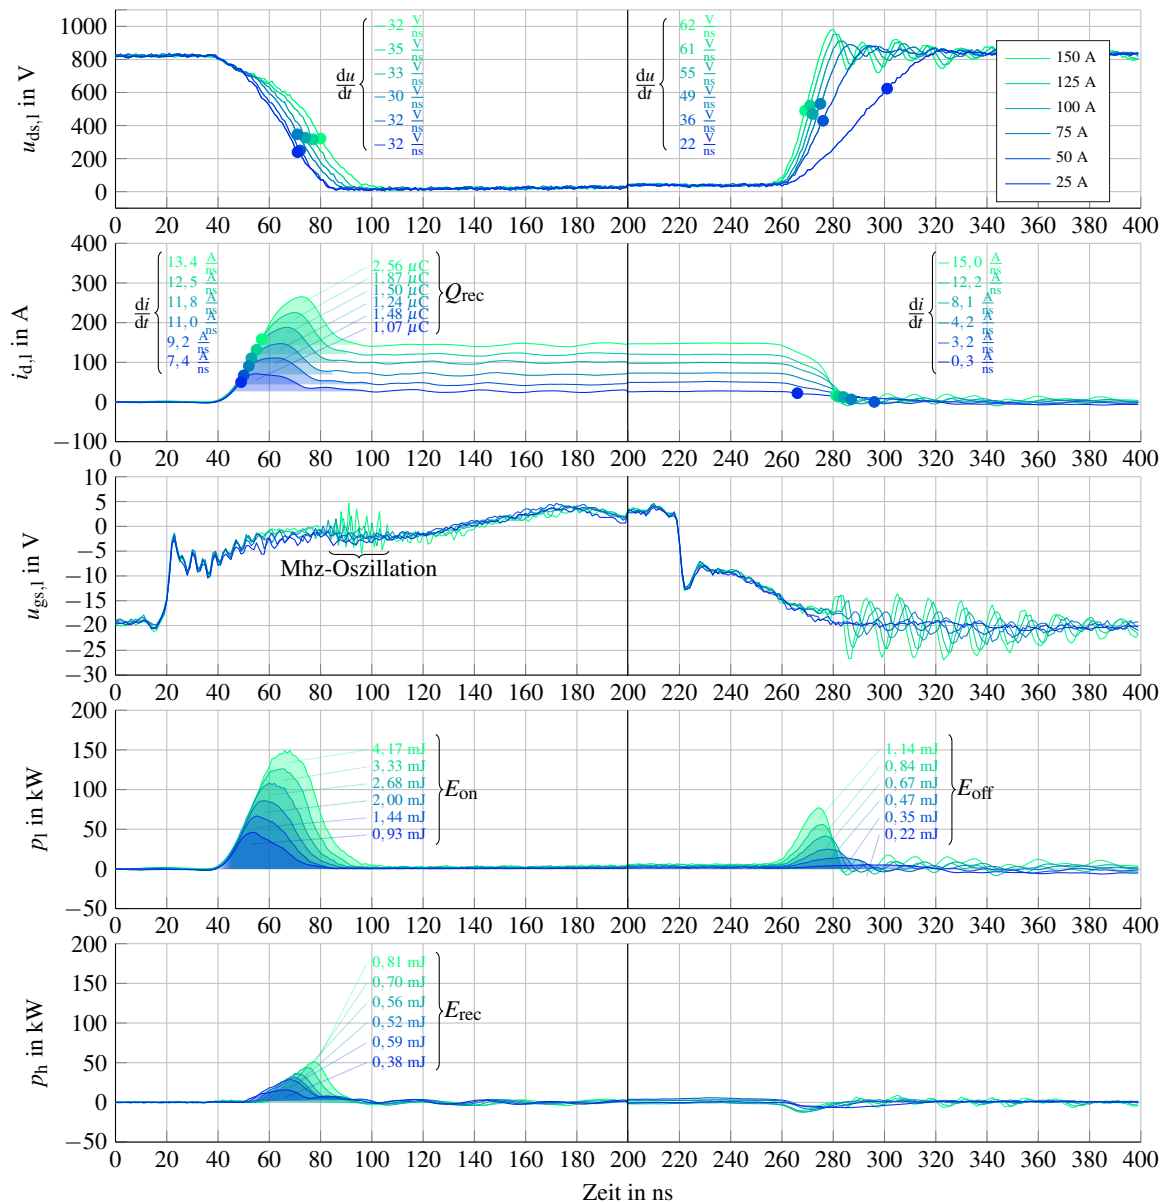 1000
800
600
400
200
0
u_ds,l in V
du/dt
−32 V/ns
−35 V/ns
−33 V/ns
−30 V/ns
−32 V/ns
−32 V/ns
du/dt
62 V/ns
61 V/ns
55 V/ns
49 V/ns
36 V/ns
22 V/ns
150 A
125 A
100 A
75 A
50 A
25 A
0 20 40 60 80 100 120 140 160 180 200 220 240 260 280 300 320 340 360 380 400
400
300
200
100
0
−100
i_d,l in A
di/dt
13,4 A/ns
12,5 A/ns
11,8 A/ns
11,0 A/ns
9,2 A/ns
7,4 A/ns
2,56 µC
1,87 µC
1,50 µC
1,24 µC
1,48 µC
1,07 µC
Q_rec
di/dt
−15,0 A/ns
−12,2 A/ns
−8,1 A/ns
−4,2 A/ns
−3,2 A/ns
−0,3 A/ns
0 20 40 60 80 100 120 140 160 180 200 220 240 260 280 300 320 340 360 380 400
10
5
0
−5
−10
−15
−20
−25
−30
u_gs,l in V
Mhz-Oszillation
0 20 40 60 80 100 120 140 160 180 200 220 240 260 280 300 320 340 360 380 400
200
150
100
50
0
−50
p_l in kW
4,17 mJ
3,33 mJ
2,68 mJ
2,00 mJ
1,44 mJ
0,93 mJ
E_on
1,14 mJ
0,84 mJ
0,67 mJ
0,47 mJ
0,35 mJ
0,22 mJ
E_off
0 20 40 60 80 100 120 140 160 180 200 220 240 260 280 300 320 340 360 380 400
200
150
100
50
0
−50
p_h in kW
0,81 mJ
0,70 mJ
0,56 mJ
0,52 mJ
0,59 mJ
0,38 mJ
E_rec
0 20 40 60 80 100 120 140 160 180 200 220 240 260 280 300 320 340 360 380 400
Zeit in ns